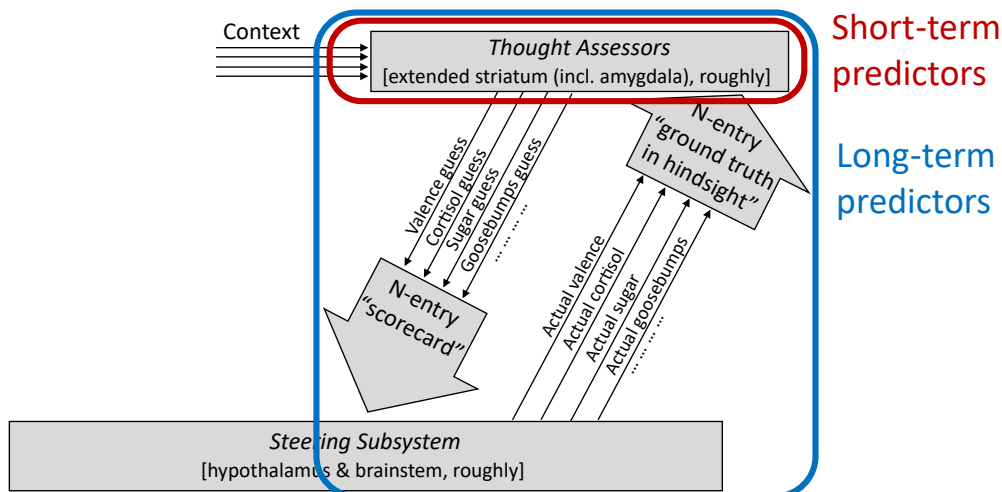 Context
Thought Assessors
[extended striatum (incl. amygdala), roughly]
Short-term
predictors
Long-term
predictors
Valence guess
Cortisol guess
Sugar guess
Goosebumps guess
… … …
N-entry
“scorecard”
Actual valence
Actual cortisol
Actual sugar
Actual goosebumps
… … …
N-entry
“ground truth
in hindsight”
Steering Subsystem
[hypothalamus & brainstem, roughly]